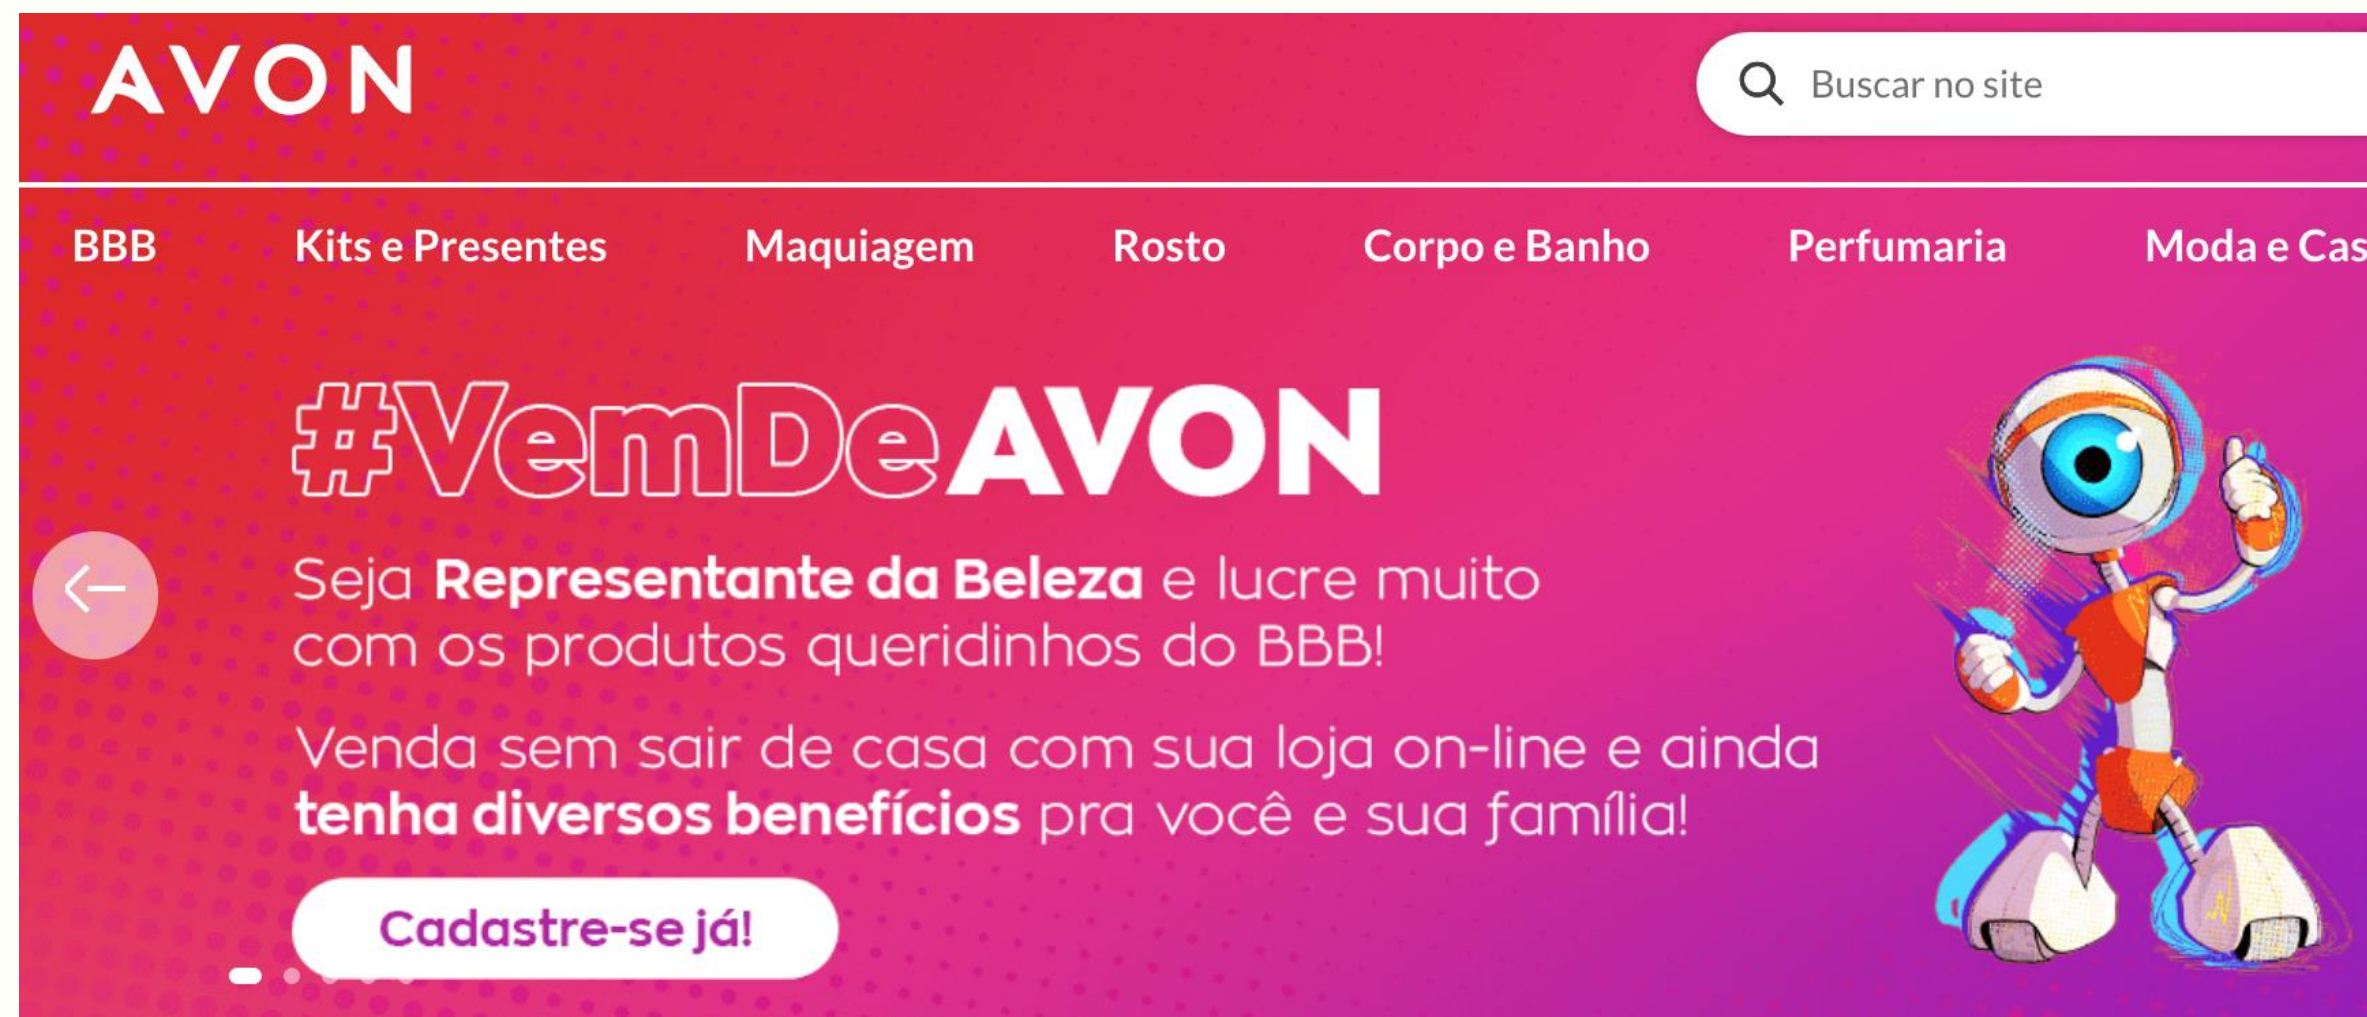 AVON
Buscar no site
BBB Kits e Presentes Maquiagem Rosto Corpo e Banho Perfumaria Moda e Cas
#VemDeAVON
Seja Representante da Beleza e lucre muito
com os produtos queridinhos do BBB!
Venda sem sair de casa com sua loja on-line e ainda
tenha diversos benefícios pra você e sua família!
Cadastre-se já!